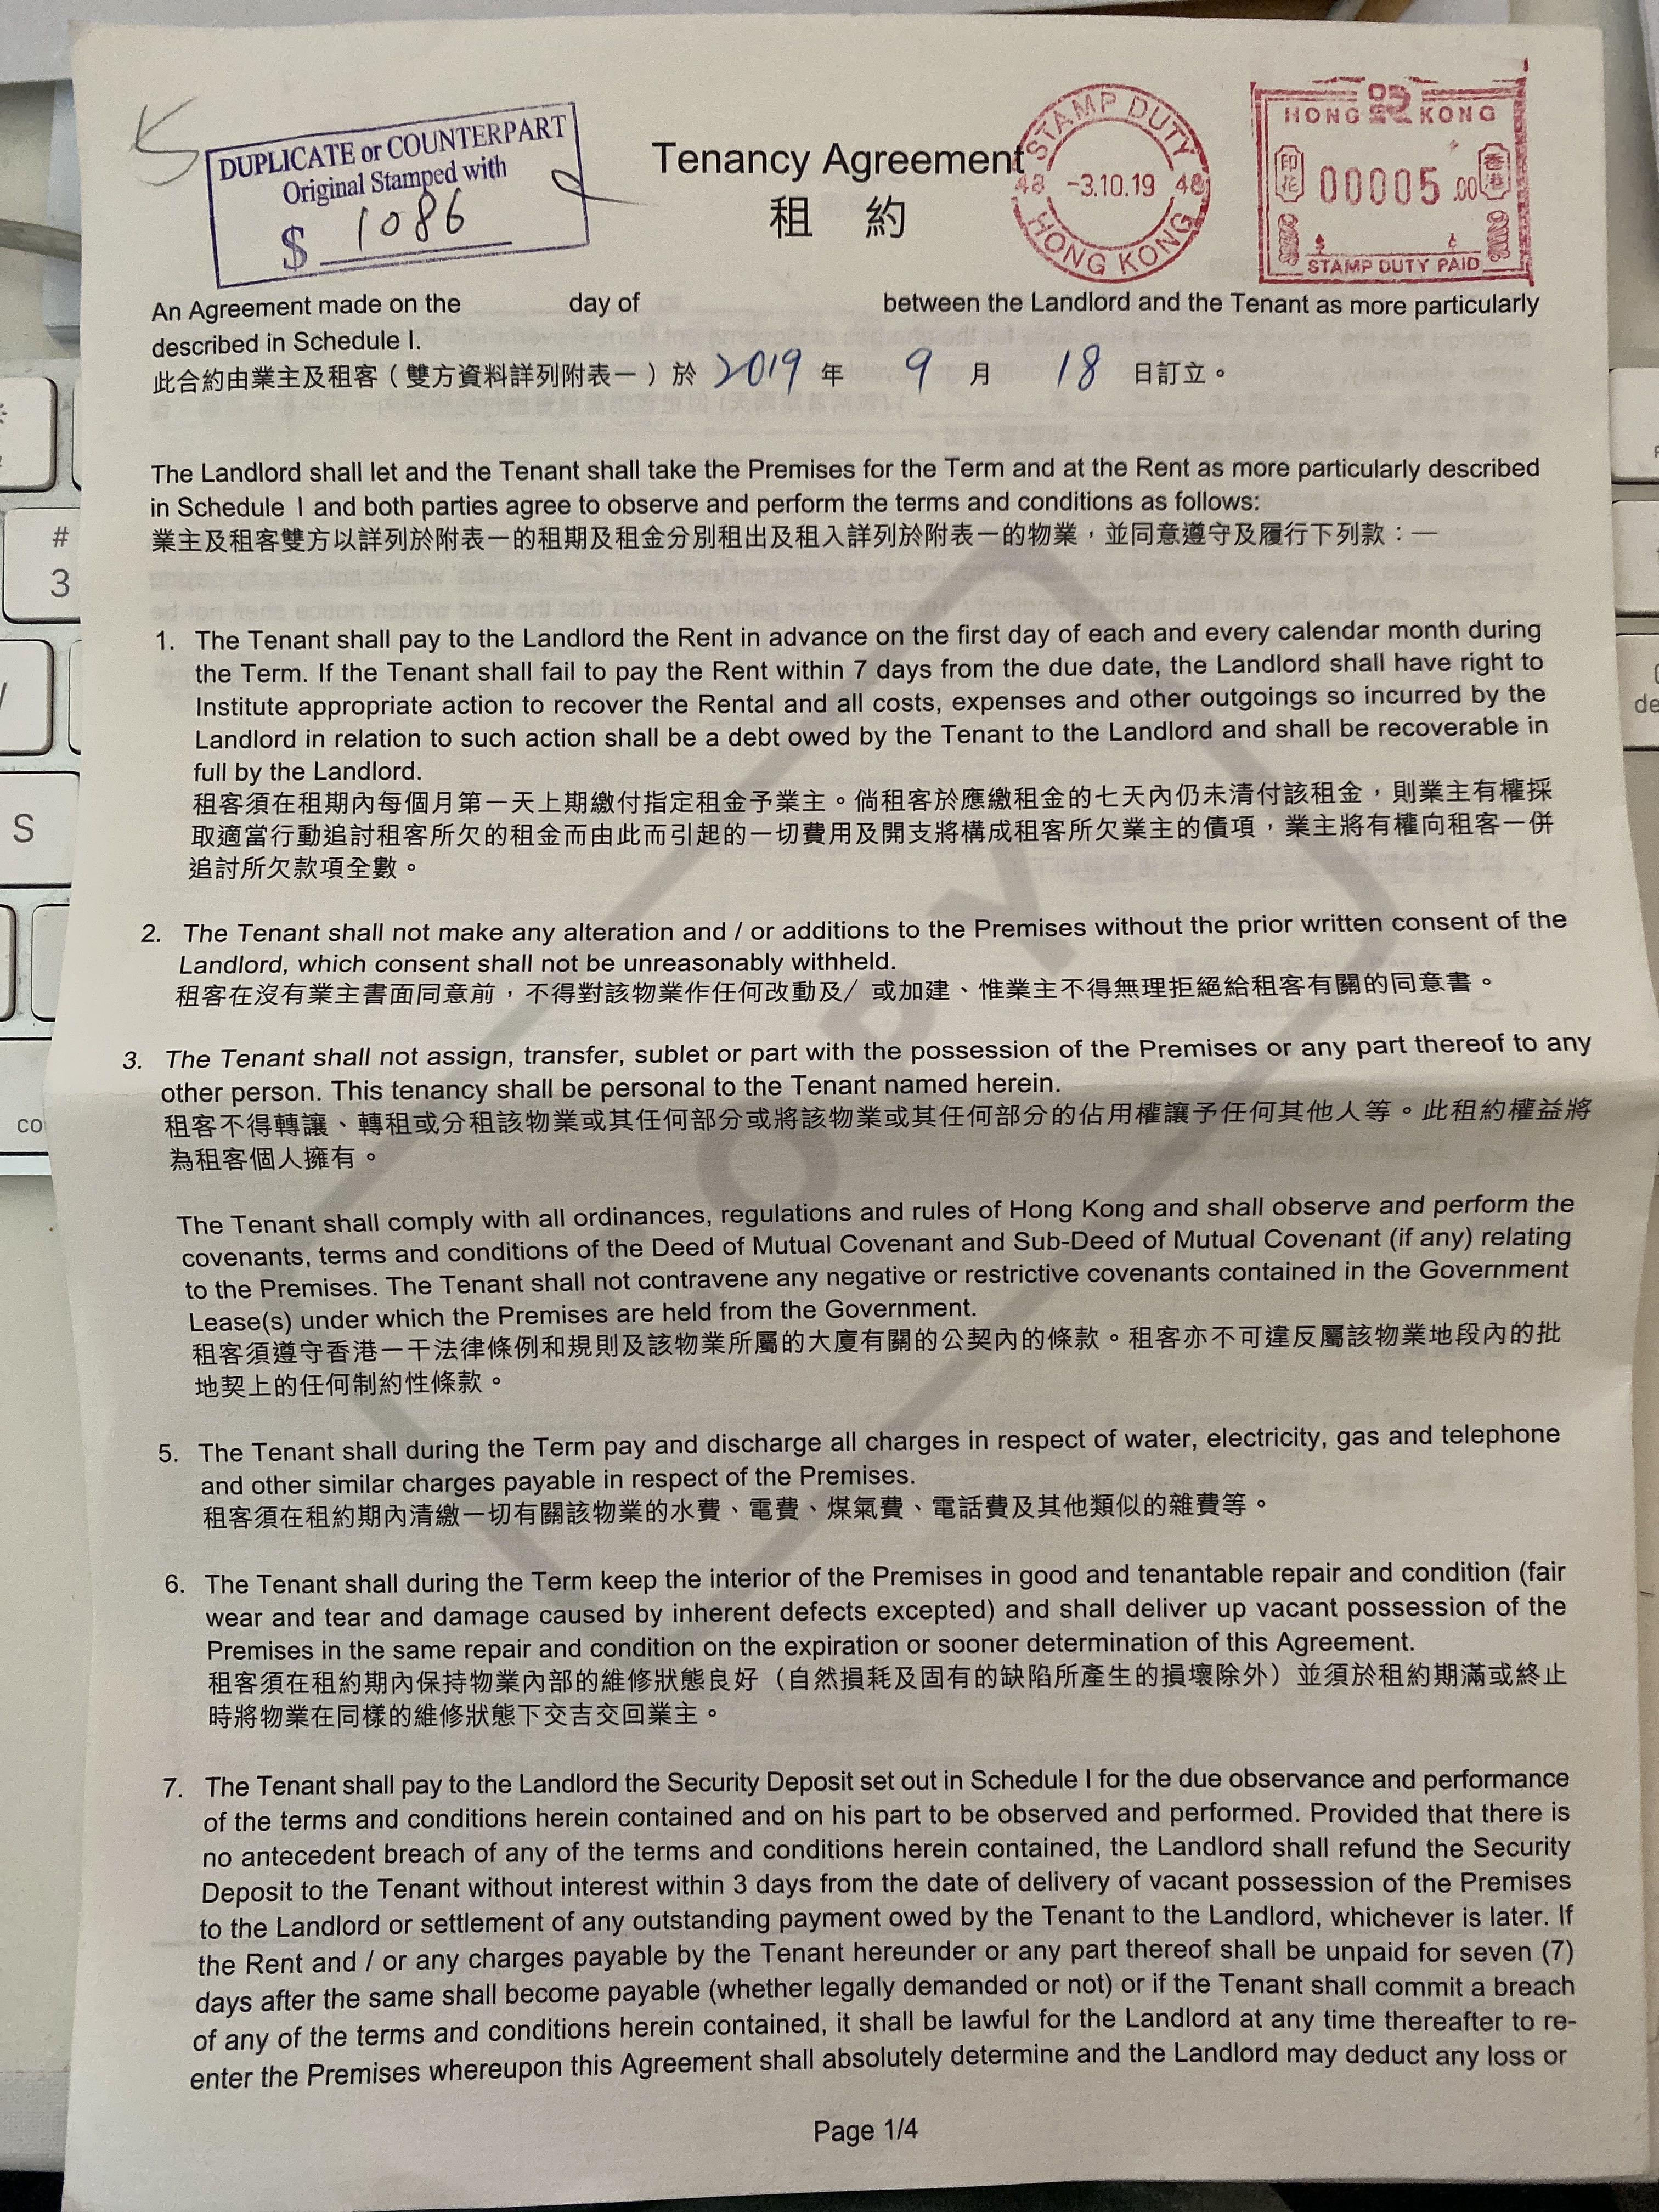 DUPLICATE or COUNTERPART
Original Stamped with
$ 1086
Tenancy Agreement
租 約
STAMP DUTY
48 -3.10.19 48
HONG KONG
HONG KONG
印花 00005.00 香港
STAMP DUTY PAID
An Agreement made on the day of between the Landlord and the Tenant as more particularly
described in Schedule I.
此合約由業主及租客（雙方資料詳列附表一）於 2019 年 9 月 18 日訂立。
The Landlord shall let and the Tenant shall take the Premises for the Term and at the Rent as more particularly described
in Schedule I and both parties agree to observe and perform the terms and conditions as follows:
業主及租客雙方以詳列於附表一的租期及租金分別租出及租入詳列於附表一的物業，並同意遵守及履行下列款：—
1. The Tenant shall pay to the Landlord the Rent in advance on the first day of each and every calendar month during
the Term. If the Tenant shall fail to pay the Rent within 7 days from the due date, the Landlord shall have right to
Institute appropriate action to recover the Rental and all costs, expenses and other outgoings so incurred by the
Landlord in relation to such action shall be a debt owed by the Tenant to the Landlord and shall be recoverable in
full by the Landlord.
租客須在租期內每個月第一天上期繳付指定租金予業主。倘租客於應繳租金的七天內仍未清付該租金，則業主有權採
取適當行動追討租客所欠的租金而由此而引起的一切費用及開支將構成租客所欠業主的債項，業主將有權向租客一併
追討所欠款項全數。
2. The Tenant shall not make any alteration and / or additions to the Premises without the prior written consent of the
Landlord, which consent shall not be unreasonably withheld.
租客在沒有業主書面同意前，不得對該物業作任何改動及/ 或加建、惟業主不得無理拒絕給租客有關的同意書。
3. The Tenant shall not assign, transfer, sublet or part with the possession of the Premises or any part thereof to any
other person. This tenancy shall be personal to the Tenant named herein.
租客不得轉讓、轉租或分租該物業或其任何部分或將該物業或其任何部分的佔用權讓予任何其他人等。此租約權益將
為租客個人擁有。
The Tenant shall comply with all ordinances, regulations and rules of Hong Kong and shall observe and perform the
covenants, terms and conditions of the Deed of Mutual Covenant and Sub-Deed of Mutual Covenant (if any) relating
to the Premises. The Tenant shall not contravene any negative or restrictive covenants contained in the Government
Lease(s) under which the Premises are held from the Government.
租客須遵守香港一干法律條例和規則及該物業所屬的大廈有關的公契內的條款。租客亦不可違反屬該物業地段內的批
地契上的任何制約性條款。
5. The Tenant shall during the Term pay and discharge all charges in respect of water, electricity, gas and telephone
and other similar charges payable in respect of the Premises.
租客須在租約期內清繳一切有關該物業的水費、電費、煤氣費、電話費及其他類似的雜費等。
6. The Tenant shall during the Term keep the interior of the Premises in good and tenantable repair and condition (fair
wear and tear and damage caused by inherent defects excepted) and shall deliver up vacant possession of the
Premises in the same repair and condition on the expiration or sooner determination of this Agreement.
租客須在租約期內保持物業內部的維修狀態良好（自然損耗及固有的缺陷所產生的損壞除外）並須於租約期滿或終止
時將物業在同樣的維修狀態下交吉交回業主。
7. The Tenant shall pay to the Landlord the Security Deposit set out in Schedule I for the due observance and performance
of the terms and conditions herein contained and on his part to be observed and performed. Provided that there is
no antecedent breach of any of the terms and conditions herein contained, the Landlord shall refund the Security
Deposit to the Tenant without interest within 3 days from the date of delivery of vacant possession of the Premises
to the Landlord or settlement of any outstanding payment owed by the Tenant to the Landlord, whichever is later. If
the Rent and / or any charges payable by the Tenant hereunder or any part thereof shall be unpaid for seven (7)
days after the same shall become payable (whether legally demanded or not) or if the Tenant shall commit a breach
of any of the terms and conditions herein contained, it shall be lawful for the Landlord at any time thereafter to re-
enter the Premises whereupon this Agreement shall absolutely determine and the Landlord may deduct any loss or
Page 1/4
COPY
#
3
S
co
de